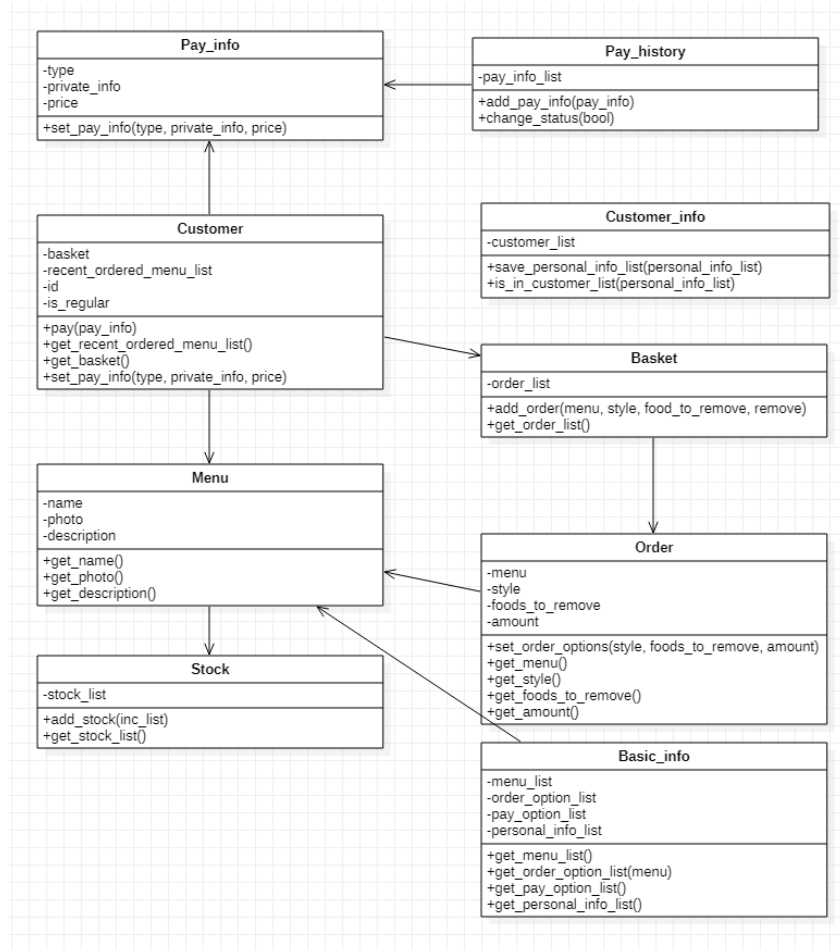 Pay_info
-type
-private_info
-price
+set_pay_info(type, private_info, price)
Pay_history
-pay_info_list
+add_pay_info(pay_info)
+change_status(bool)
Customer
-basket
-recent_ordered_menu_list
-id
-is_regular
+pay(pay_info)
+get_recent_ordered_menu_list()
+get_basket()
+set_pay_info(type, private_info, price)
Customer_info
-customer_list
+save_personal_info_list(personal_info_list)
+is_in_customer_list(personal_info_list)
Basket
-order_list
+add_order(menu, style, food_to_remove, remove)
+get_order_list()
Menu
-name
-photo
-description
+get_name()
+get_photo()
+get_description()
Order
-menu
-style
-foods_to_remove
-amount
+set_order_options(style, foods_to_remove, amount)
+get_menu()
+get_style()
+get_foods_to_remove()
+get_amount()
Stock
-stock_list
+add_stock(inc_list)
+get_stock_list()
Basic_info
-menu_list
-order_option_list
-pay_option_list
-personal_info_list
+get_menu_list()
+get_order_option_list(menu)
+get_pay_option_list()
+get_personal_info_list()